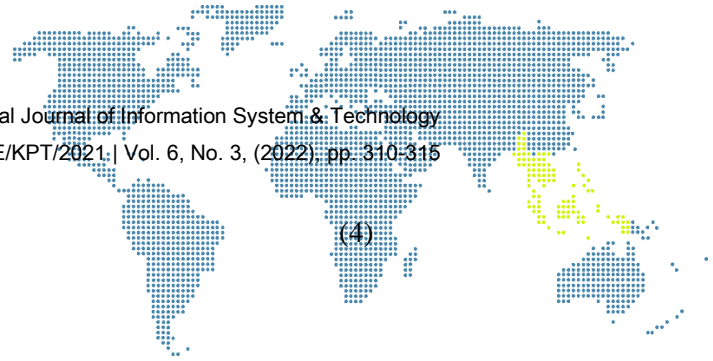 al Journal of Information System & Technology
E/KPT/2021 | Vol. 6, No. 3, (2022), pp. 310-315
(4)